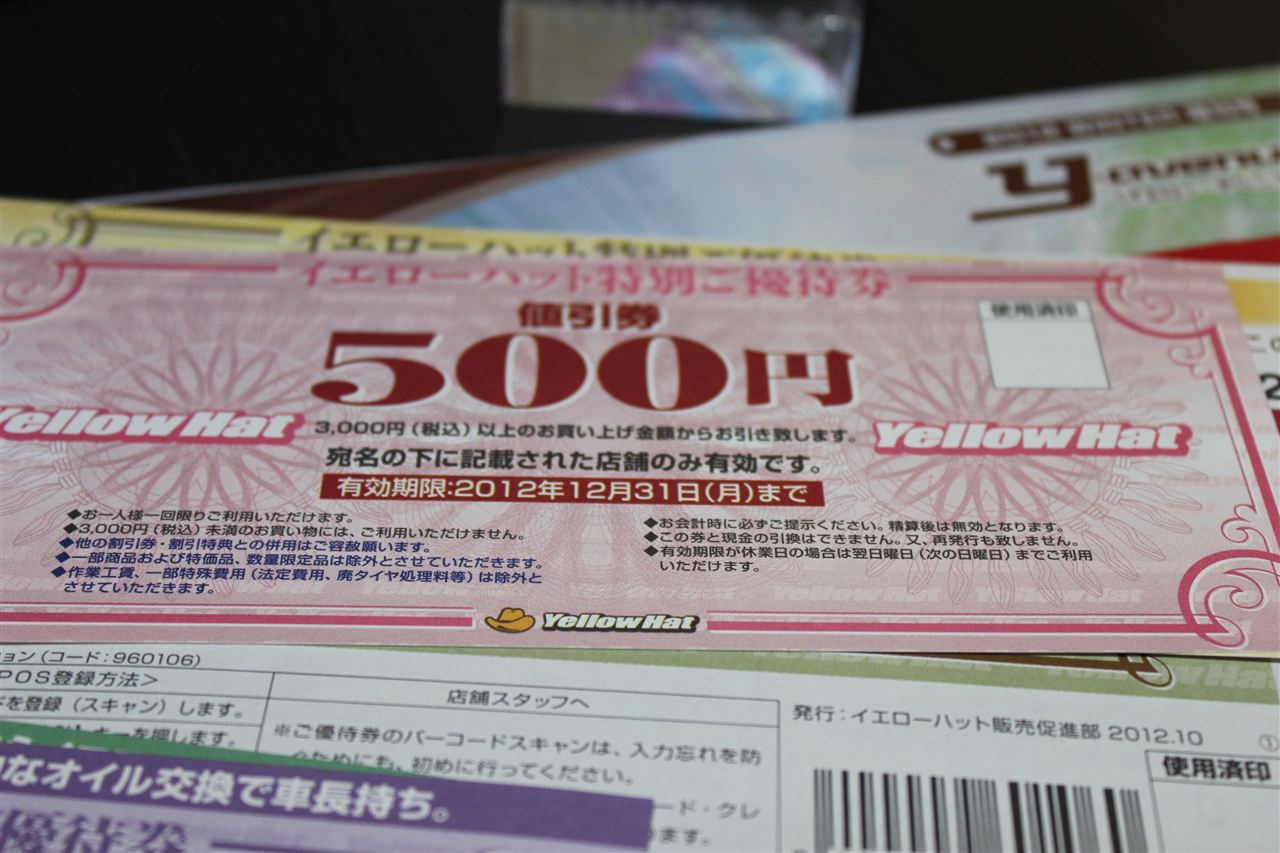 イエローハット特別ご優待券
値引券
使用済印
500円
YellowHat
YellowHat
3,000円(税込)以上のお買い上げ金額からお引き致します。
宛名の下に記載された店舗のみ有効です。
有効期限:2012年12月31日(月)まで
◆お一人様一回限りご利用いただけます。
◆3,000円(税込)未満のお買い物には、ご利用いただけません。
◆他の割引券・割引特典との併用はご容赦願います。
◆一部商品および特価品、数量限定品は除外とさせていただきます。
◆作業工賃、一部特殊費用(法定費用、廃タイヤ処理料等)は除外と
させていただきます。
◆お会計時に必ずご提示ください。精算後は無効となります。
◆この券と現金の引換はできません。又、再発行も致しません。
◆有効期限が休業日の場合は翌日曜日(次の日曜日)までご利用
いただけます。
YellowHat
ョン(コード:960106)
POS登録方法>
を登録(スキャン)します。
キーを押します。
店舗スタッフへ
※ご優待券のバーコードスキャンは、入力忘れを防
ぐためにも、初めに行ってください。
ード・クレ
ります。
発行:イエローハット販売促進部 2012.10
①
使用済印
なオイル交換で車長持ち。
優待券